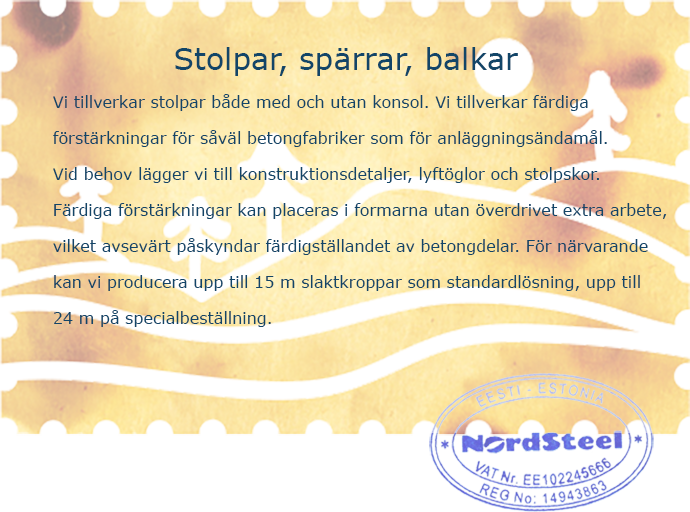 Stolpar, spärrar, balkar
Vi tillverkar stolpar både med och utan konsol. Vi tillverkar färdiga
förstärkningar för såväl betongfabriker som för anläggningsändamål.
Vid behov lägger vi till konstruktionsdetaljer, lyftöglor och stolpskor.
Färdiga förstärkningar kan placeras i formarna utan överdrivet extra arbete,
vilket avsevärt påskyndar färdigställandet av betongdelar. För närvarande
kan vi producera upp till 15 m slaktkroppar som standardlösning, upp till
24 m på specialbeställning.
EESTI - ESTONIA
* NordSteel *
VAT Nr. EE102245666
REG No: 14943863